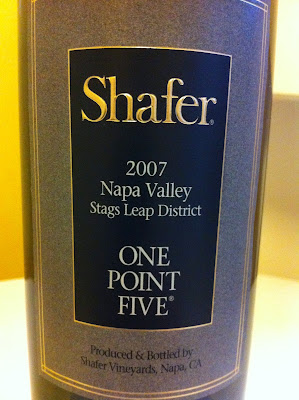 Shafer®
2007
Napa Valley
Stags Leap District
ONE
POINT
FIVE®
Produced & Bottled by
Shafer Vineyards, Napa, CA